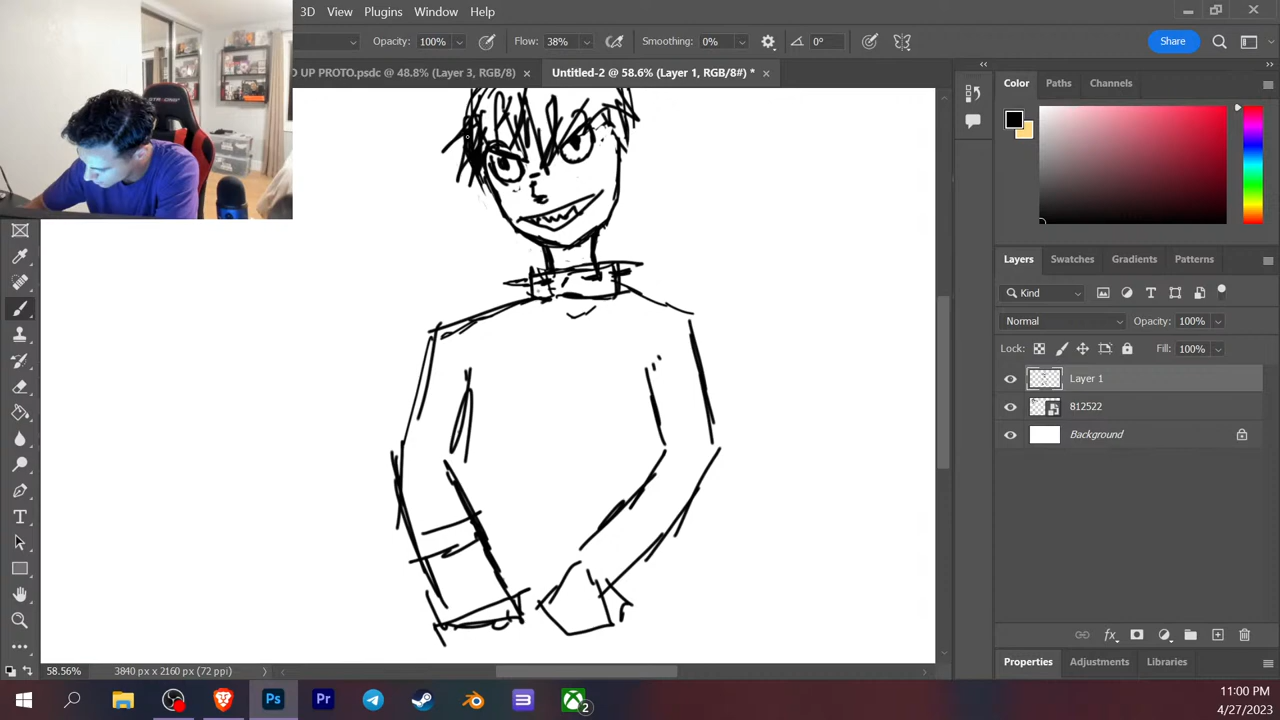 3D View Plugins Window Help
Opacity: 100% Flow: 38% Smoothing: 0% 0° Share
D UP PROTO.psdc @ 48.8% (Layer 3, RGB/8) × Untitled-2 @ 58.6% (Layer 1, RGB/8#) * ×
Color Paths Channels
Layers Swatches Gradients Patterns
Kind
Normal Opacity: 100%
Lock: Fill: 100%
Layer 1
812522
Background
Properties Adjustments Libraries
58.56% 3840 px x 2160 px (72 ppi)
Ps Pr 2
11:00 PM
4/27/2023